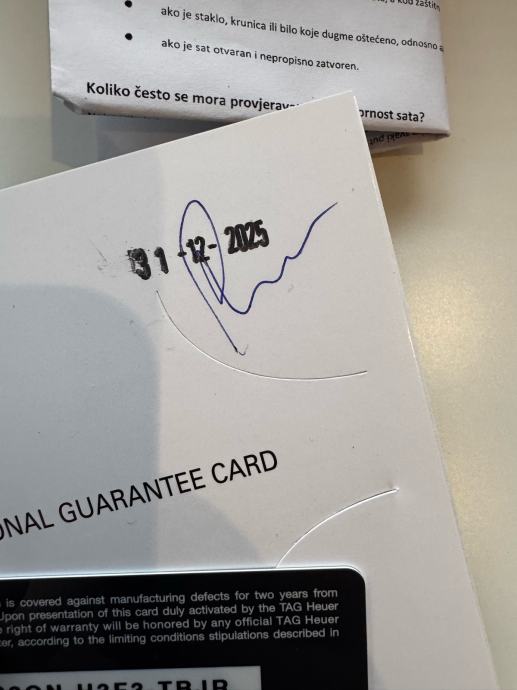 ako je staklo, krunica ili bilo koje dugme oštećeno, odnosno
ako je sat otvaran i nepropisno zatvoren.
Koliko često se mora sata?
31-12-2025
GUARANTEE CARD
is covered against manufacturing defects for two years from
Upon presentation of this card duly activated by the TAG Heuer
right of warranty will be honored by any official TAG Heuer
according to the limiting conditions stipulations described in